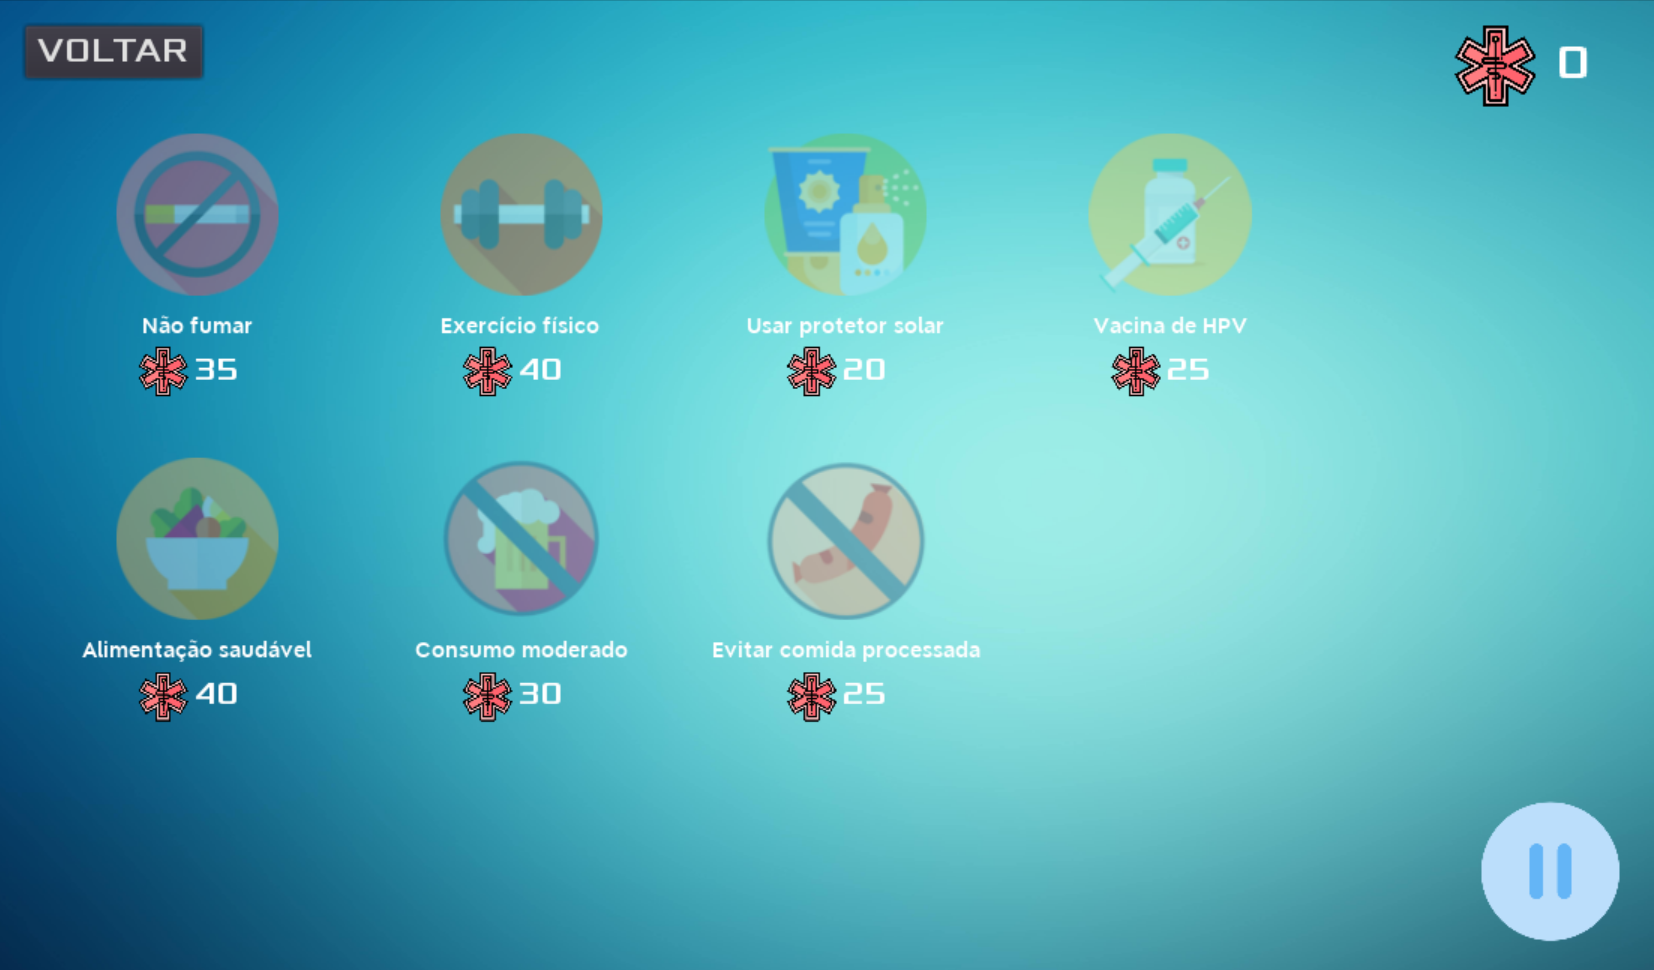 VOLTAR
0
Não fumar
35
Exercício físico
40
Usar protetor solar
20
Vacina de HPV
25
Alimentação saudável
40
Consumo moderado
30
Evitar comida processada
25